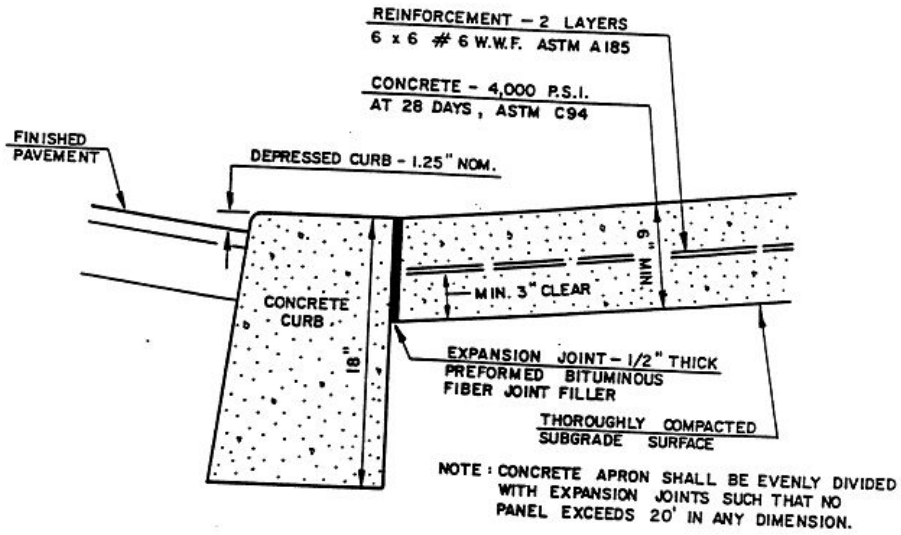 REINFORCEMENT - 2 LAYERS
6 x 6 # 6 W.W.F. ASTM A185
CONCRETE - 4,000 P.S.I.
AT 28 DAYS, ASTM C94
FINISHED
PAVEMENT
DEPRESSED CURB - 1.25" NOM.
6" MIN
MIN. 3" CLEAR
CONCRETE
CURB
18"
EXPANSION JOINT - 1/2" THICK
PREFORMED BITUMINOUS
FIBER JOINT FILLER
THOROUGHLY COMPACTED
SUBGRADE SURFACE
NOTE : CONCRETE APRON SHALL BE EVENLY DIVIDED
WITH EXPANSION JOINTS SUCH THAT NO
PANEL EXCEEDS 20' IN ANY DIMENSION.